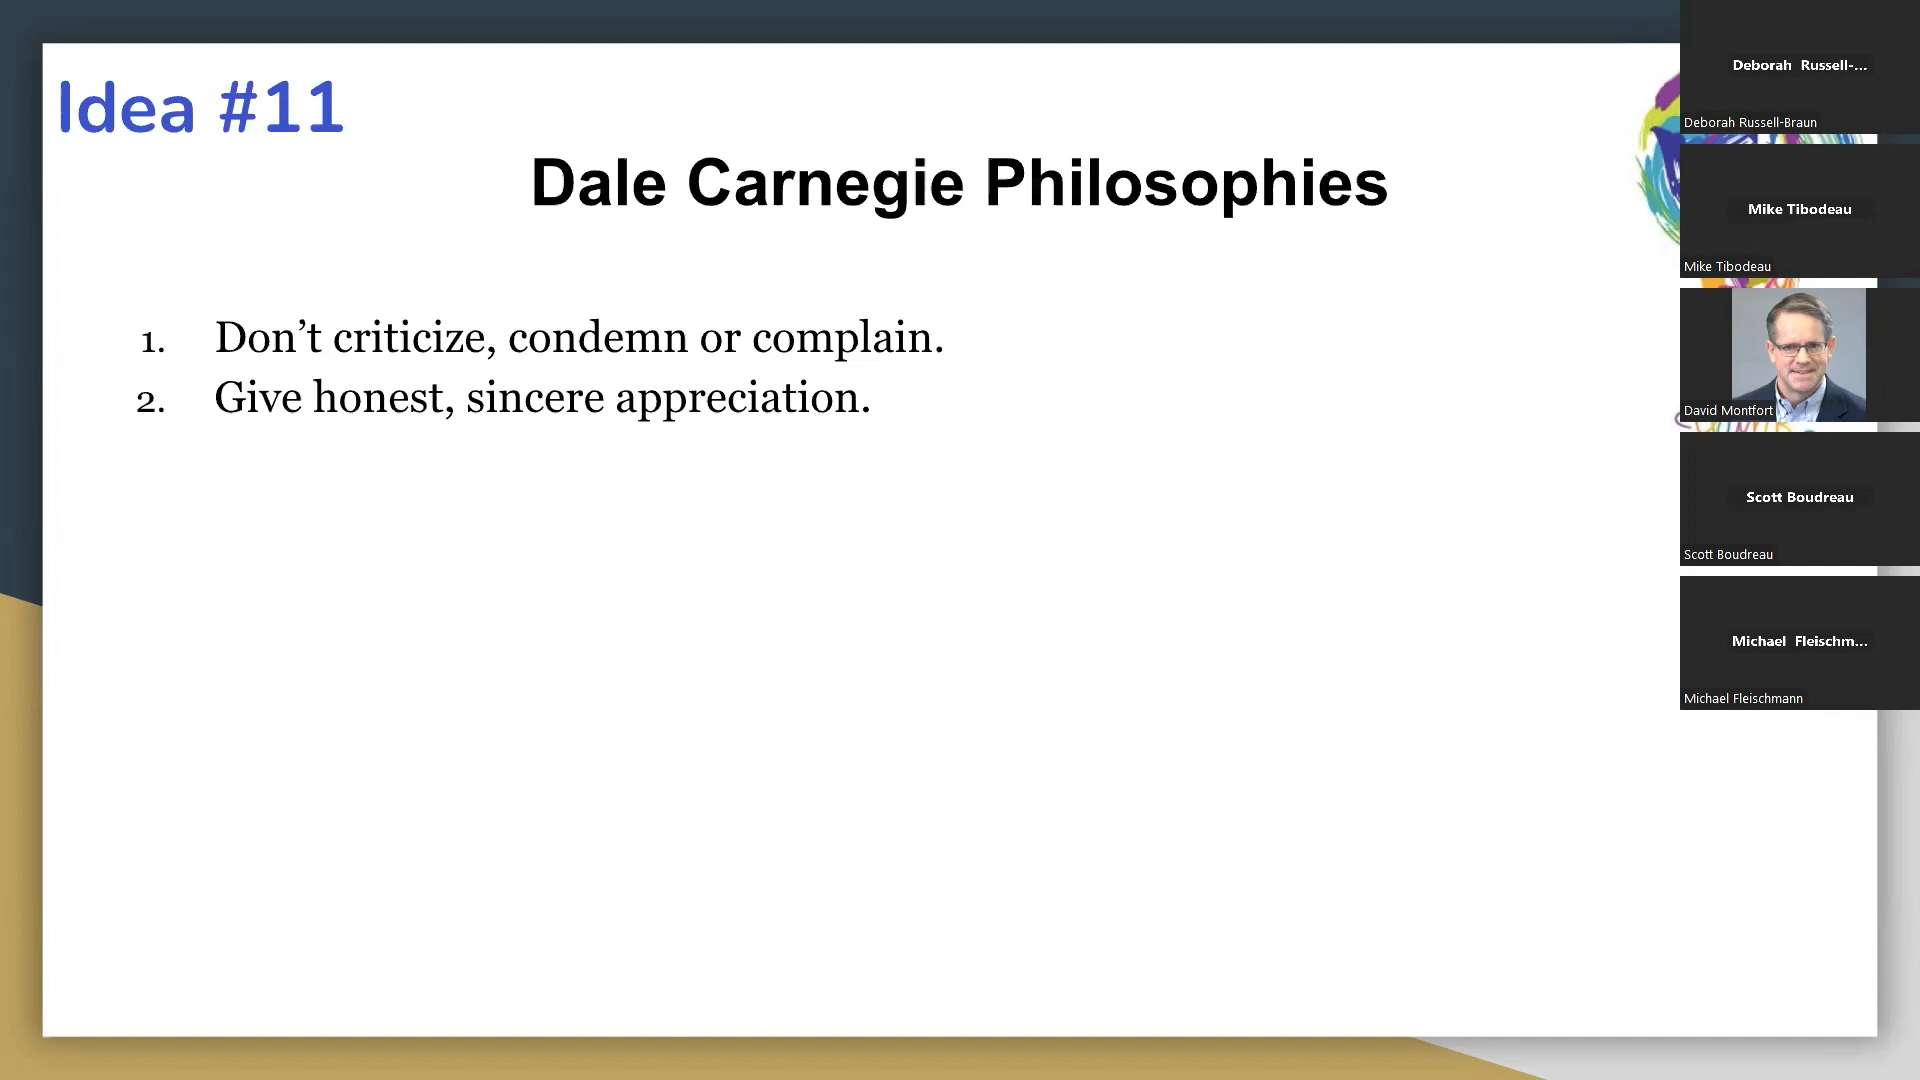 Idea #11
Dale Carnegie Philosophies
1. Don’t criticize, condemn or complain.
2. Give honest, sincere appreciation.
Deborah Russell-...
Deborah Russell-Braun
Mike Tibodeau
Mike Tibodeau
David Montfort
Scott Boudreau
Scott Boudreau
Michael Fleischm...
Michael Fleischmann